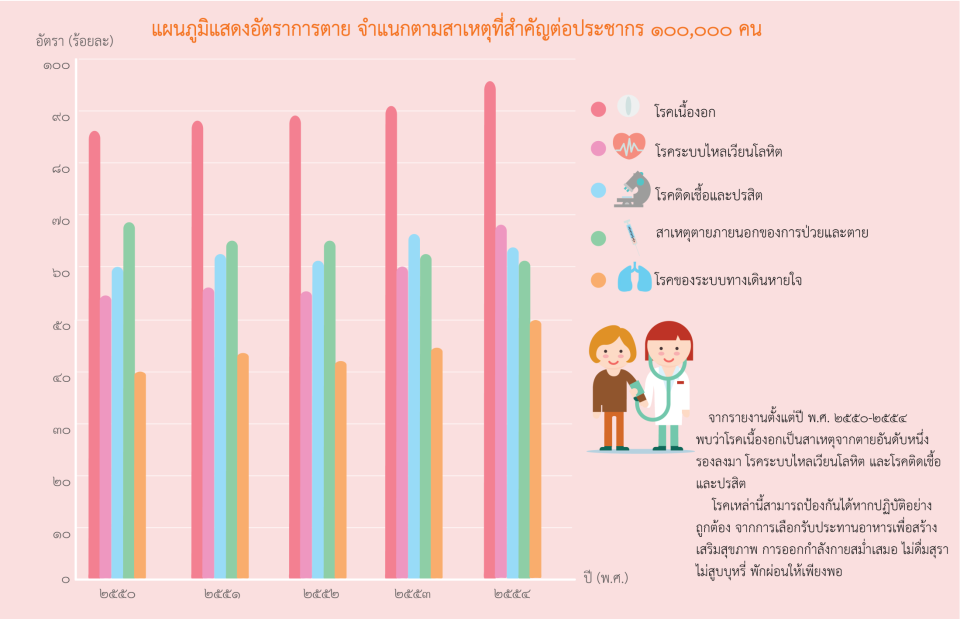 แผนภูมิแสดงอัตราการตาย จำแนกตามสาเหตุที่สำคัญต่อประชากร ๑๐๐,๐๐๐ คน
อัตรา (ร้อยละ)
๑๐๐
๙๐
๘๐
๗๐
๖๐
๕๐
๔๐
๓๐
๒๐
๑๐
๐
๒๕๕๐
๒๕๕๑
๒๕๕๒
๒๕๕๓
๒๕๕๔
ปี (พ.ศ.)
โรคเนื้องอก
โรคระบบไหลเวียนโลหิต
โรคติดเชื้อและปรสิต
สาเหตุตายภายนอกของการป่วยและตาย
โรคของระบบทางเดินหายใจ
จากรายงานตั้งแต่ปี พ.ศ. ๒๕๕๐-๒๕๕๔
พบว่าโรคเนื้องอกเป็นสาเหตุจากตายอันดับหนึ่ง
รองลงมา โรคระบบไหลเวียนโลหิต และโรคติดเชื้อ
และปรสิต
โรคเหล่านี้สามารถป้องกันได้หากปฏิบัติอย่าง
ถูกต้อง จากการเลือกรับประทานอาหารเพื่อสร้าง
เสริมสุขภาพ การออกกำลังกายสม่ำเสมอ ไม่ดื่มสุรา
ไม่สูบบุหรี่ พักผ่อนให้เพียงพอ